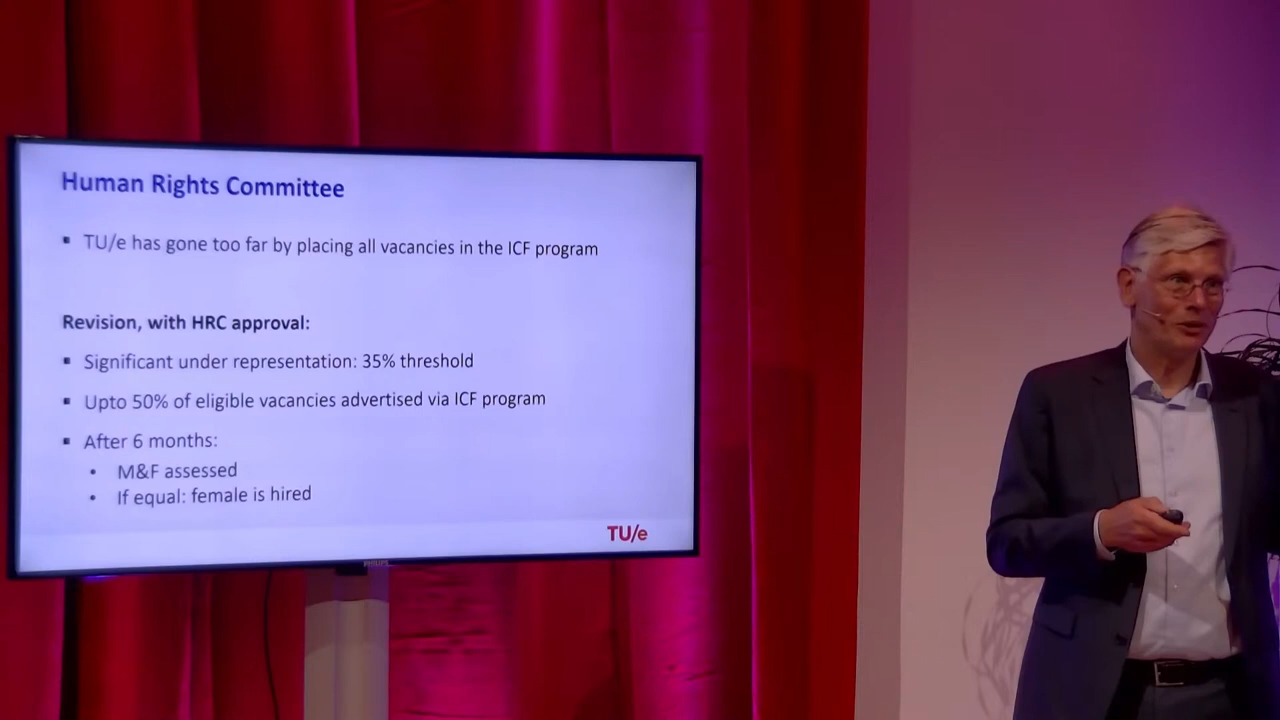 Human Rights Committee
▪ TU/e has gone too far by placing all vacancies in the ICF program
Revision, with HRC approval:
▪ Significant under representation: 35% threshold
▪ Upto 50% of eligible vacancies advertised via ICF program
▪ After 6 months:
• M&F assessed
• If equal: female is hired
TU/e
PHILIPS